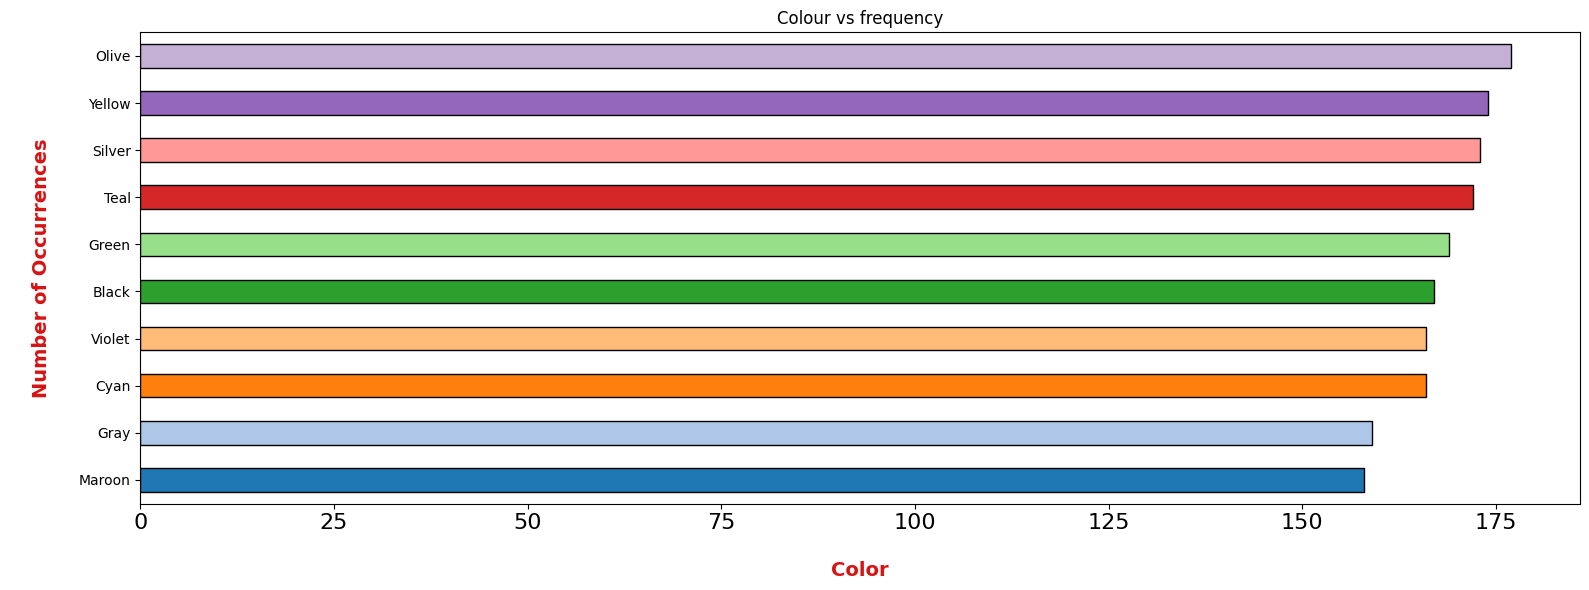 Colour vs frequency
Number of Occurrences
Olive
Yellow
Silver
Teal
Green
Black
Violet
Cyan
Gray
Maroon
0 25 50 75 100 125 150 175
Color